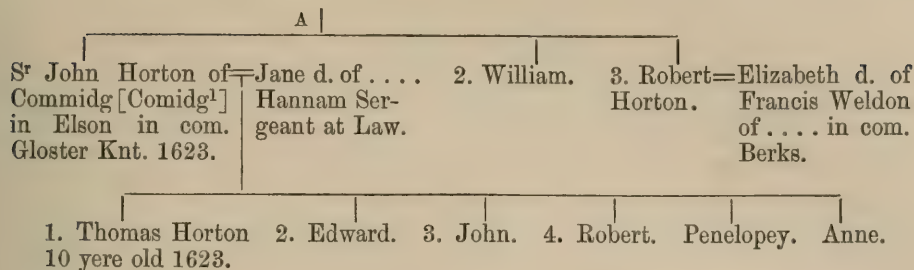 A
Sʳ John Horton of
Commidg [Comidg¹]
in Elson in com.
Gloster Knt. 1623.
Jane d. of . . . .
Hannam Ser-
geant at Law.
2. William.
3. Robert
Horton.
Elizabeth d. of
Francis Weldon
of . . . . in com.
Berks.
1. Thomas Horton
10 yere old 1623.
2. Edward.
3. John.
4. Robert.
Penelopey.
Anne.